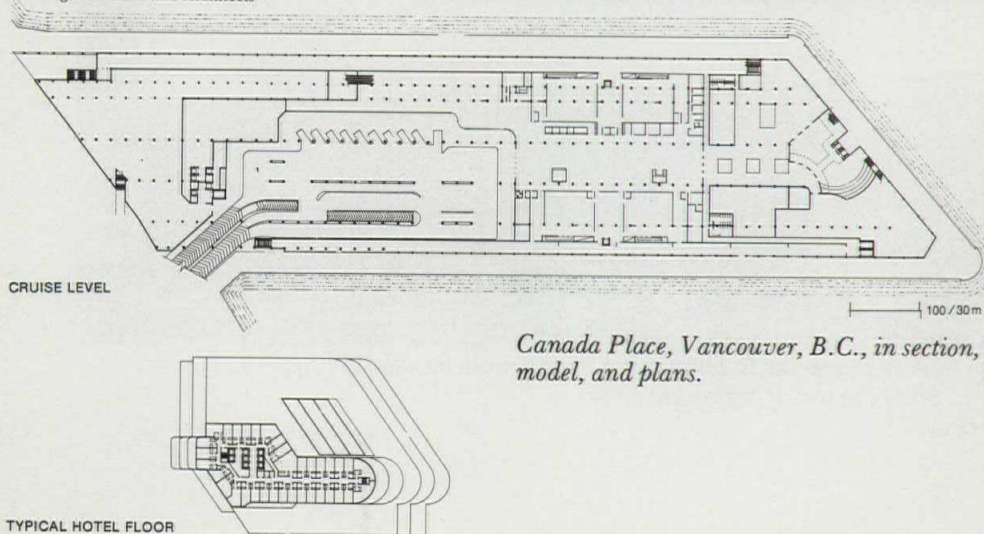 CRUISE LEVEL
100/30m
Canada Place, Vancouver, B.C., in section,
model, and plans.
TYPICAL HOTEL FLOOR